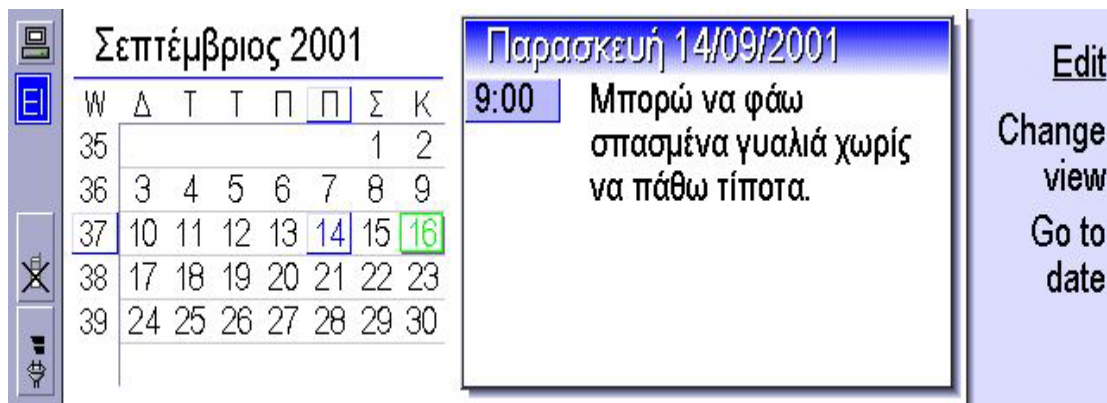 Σεπτέμβριος 2001
W Δ Τ Τ Π Π Σ Κ
35 1 2
36 3 4 5 6 7 8 9
37 10 11 12 13 14 15 16
38 17 18 19 20 21 22 23
39 24 25 26 27 28 29 30
EI
Παρασκευή 14/09/2001
9:00 Μπορώ να φάω
σπασμένα γυαλιά χωρίς
να πάθω τίποτα.
Edit
Change
view
Go to
date